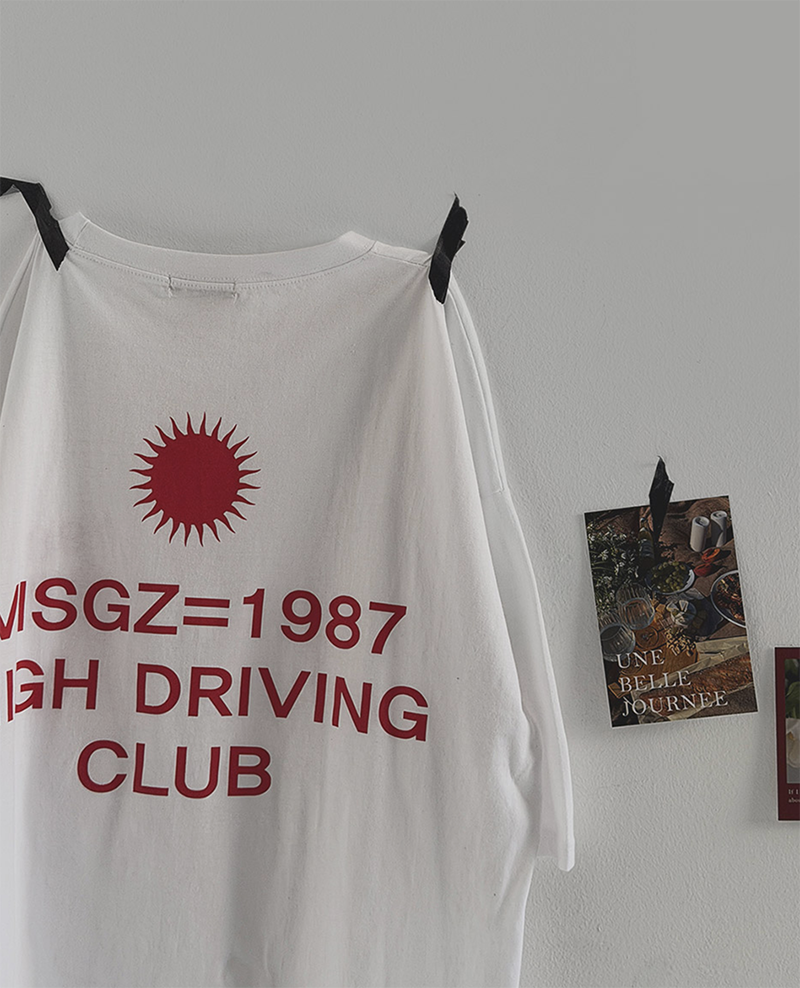 MSGZ=1987
IGH DRIVING
CLUB
UNE
BELLE
JOURNEE